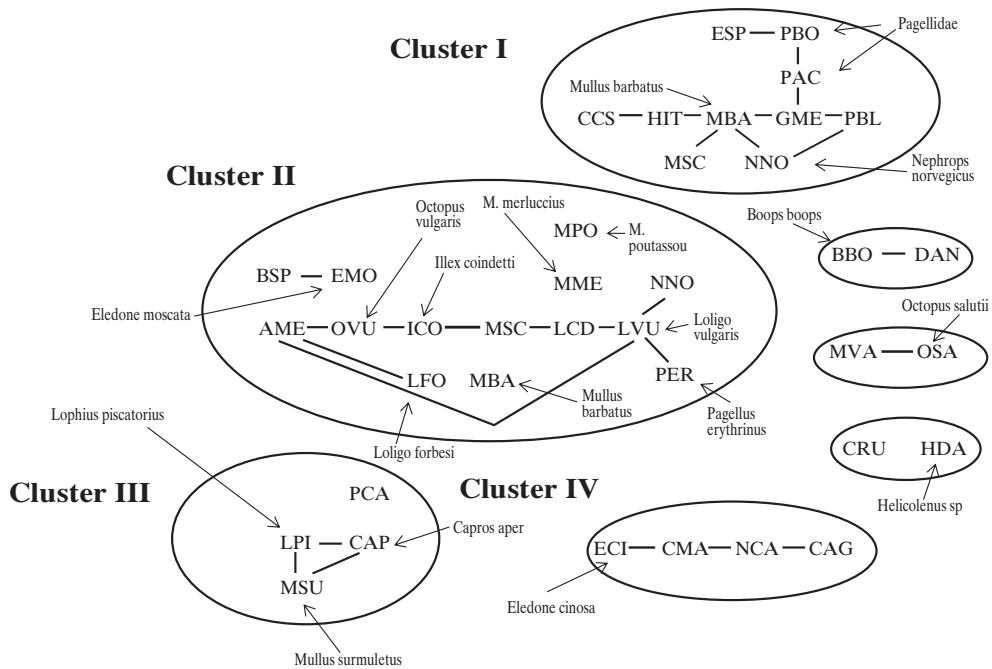 Cluster I
ESP PBO
Pagellidae
PAC
Mullus barbatus
CCS HIT MBA GME PBL
MSC NNO
Nephrops
norvegicus
Cluster II
Octopus
vulgaris
M. merluccius
MPO
M.
poutassou
BSP EMO
Illex coindetti
MME
NNO
Eledone moscata
AME OVU ICO MSC LCD LVU
Loligo
vulgaris
LFO MBA PER
Mullus
barbatus
Pagellus
erythrinus
Loligo forbesi
Boops boops
BBO DAN
Octopus salutii
MVA OSA
CRU HDA
Helicolenus sp
Lophius piscatorius
Cluster III
PCA
LPI CAP
Capros aper
MSU
Mullus surmuletus
Cluster IV
ECI CMA NCA CAG
Eledone cinosa